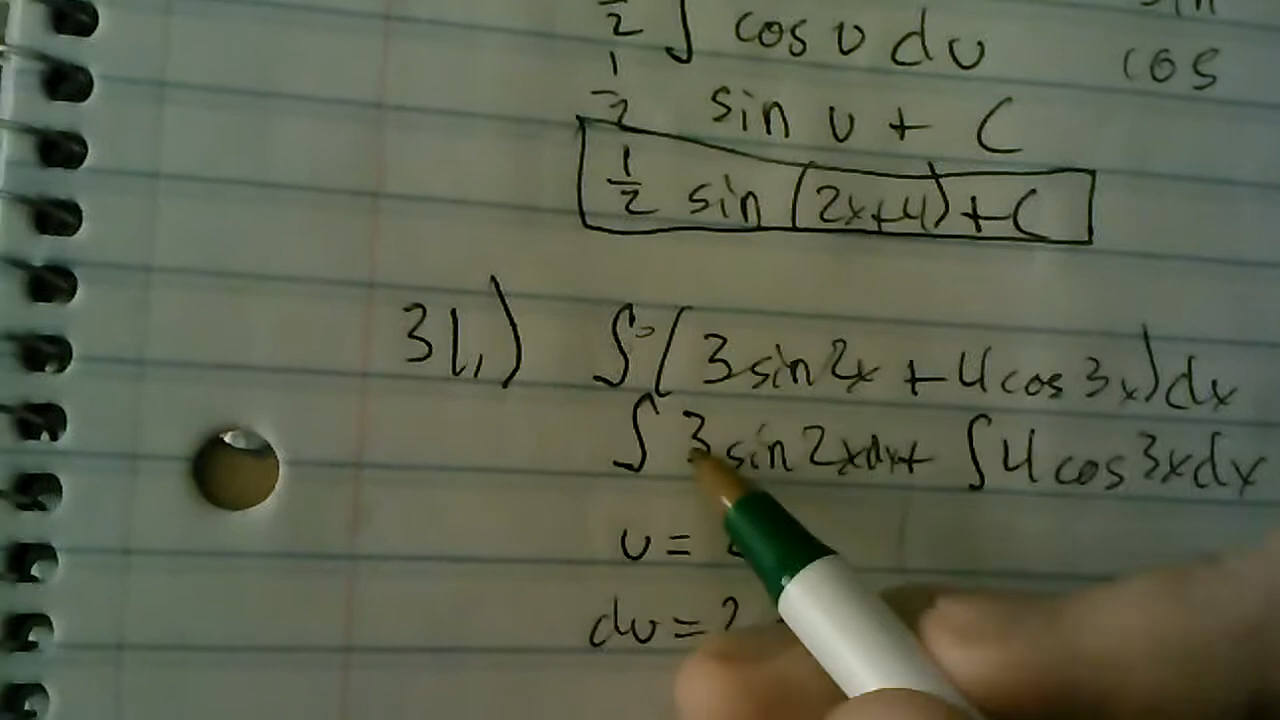 1/2 ∫ cos u du cos
1/2 sin u + C
1/2 sin (2x+4) + C
31.) ∫ (3 sin 2x + 4 cos 3x) dx
∫ 3 sin 2x dx + ∫ 4 cos 3x dx
u =
du = 2